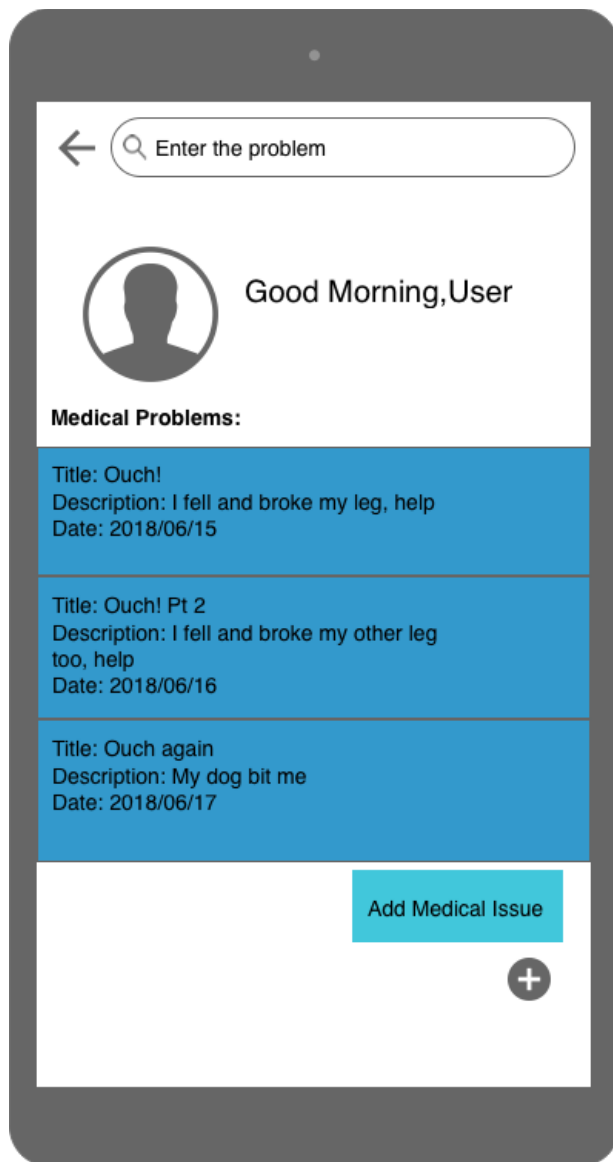 Enter the problem
Good Morning,User
Medical Problems:
Title: Ouch!
Description: I fell and broke my leg, help
Date: 2018/06/15
Title: Ouch! Pt 2
Description: I fell and broke my other leg
too, help
Date: 2018/06/16
Title: Ouch again
Description: My dog bit me
Date: 2018/06/17
Add Medical Issue